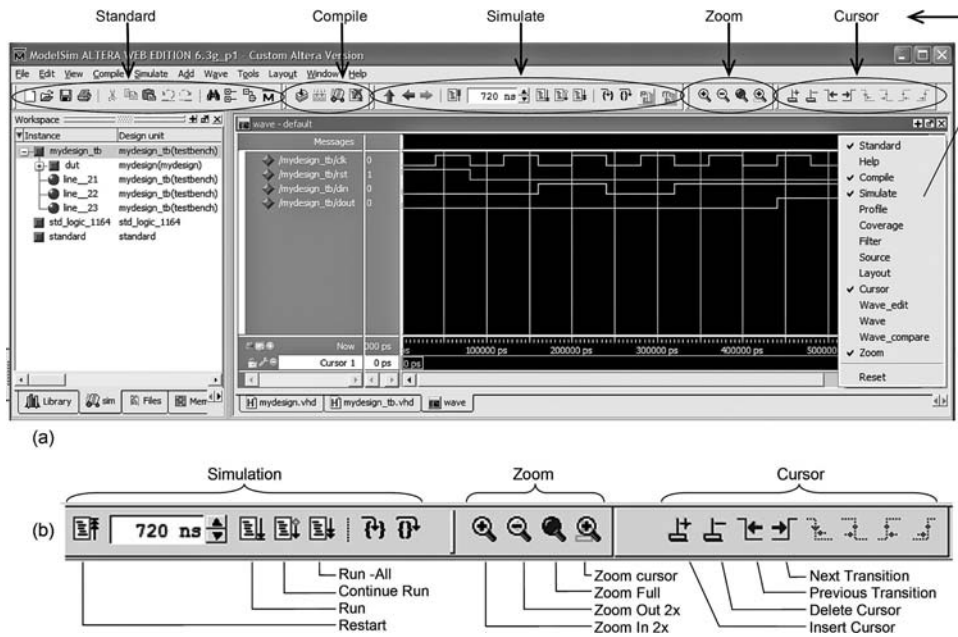 Standard Compile Simulate Zoom Cursor
ModelSim ALTERA WEB EDITION 6.3g_p1 - Custom Altera Version
File Edit View Compile Simulate Add Wave Tools Layout Window Help
720 ns
Workspace
Instance Design unit
mydesign_tb mydesign_tb(testbench)
dut mydesign(mydesign)
line__21 mydesign_tb(testbench)
line__22 mydesign_tb(testbench)
line__23 mydesign_tb(testbench)
std_logic_1164 std_logic_1164
standard standard
Library sim Files Mem
wave - default
Messages
/mydesign_tb/clk 0
/mydesign_tb/rst 1
/mydesign_tb/din 0
/mydesign_tb/dout 0
Now 000 ps
Cursor 1 0 ps
100000 ps 200000 ps 300000 ps 400000 ps 500000
0 ps
mydesign.vhd mydesign_tb.vhd wave
Standard
Help
Compile
Simulate
Profile
Coverage
Filter
Source
Layout
Cursor
Wave_edit
Wave
Wave_compare
Zoom
Reset
(a)
Simulation Zoom Cursor
(b)
720 ns
Run -All
Continue Run
Run
Restart
Zoom cursor
Zoom Full
Zoom Out 2x
Zoom In 2x
Next Transition
Previous Transition
Delete Cursor
Insert Cursor